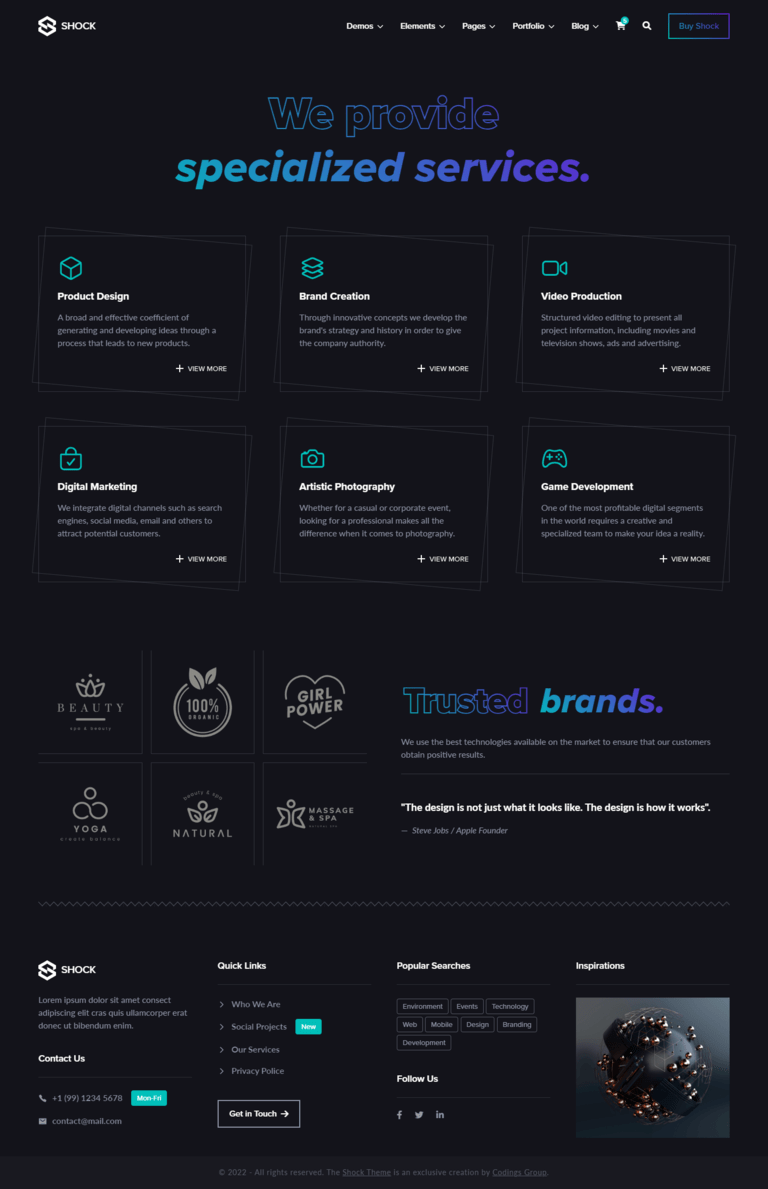 SHOCK
Demos Elements Pages Portfolio Blog 5 Buy Shock
We provide
specialized services.
Product Design
A broad and effective coefficient of
generating and developing ideas through a
process that leads to new products.
VIEW MORE
Brand Creation
Through Innovative concepts we develop the
brand's strategy and history in order to give
the company authority.
VIEW MORE
Video Production
Structured video editing to present all
project information, including movies and
television shows, ads and advertising.
VIEW MORE
Digital Marketing
We integrate digital channels such as search
engines, social media, email and others to
attract potential customers.
VIEW MORE
Artistic Photography
Whether for a casual or corporate event,
looking for a professional makes all the
difference when it comes to photography.
VIEW MORE
Game Development
One of the most profitable digital segments
in the world requires a creative and
specialized team to make your idea a reality.
VIEW MORE
BEAUTY
spa & beauty
100%
ORGANIC
GIRL
POWER
YOGA
create balance
beauty & spa
NATURAL
MASSAGE
& SPA
Trusted brands.
We use the best technologies available on the market to ensure that our customers
obtain positive results.
"The design is not just what it looks like. The design is how it works".
— Steve Jobs / Apple Founder
SHOCK
Lorem ipsum dolor sit amet consect
adipiscing elit cras quis ullamcorper erat
donec ut bibendum enim.
Contact Us
+1 (99) 1234 5678 Mon-Fri
contact@mail.com
Quick Links
Who We Are
Social Projects New
Our Services
Privacy Police
Get in Touch
Popular Searches
Environment Events Technology
Web Mobile Design Branding
Development
Follow Us
Inspirations
© 2022 - All rights reserved. The Shock Theme is an exclusive creation by Codings Group.